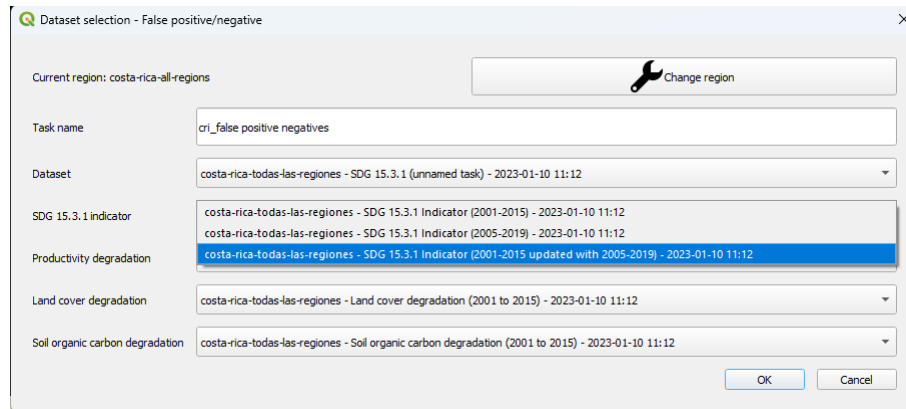 Dataset selection - False positive/negative
Current region: costa-rica-all-regions
Change region
Task name
cri_false positive negatives
Dataset
costa-rica-todas-las-regiones - SDG 15.3.1 (unnamed task) - 2023-01-10 11:12
SDG 15.3.1 indicator
costa-rica-todas-las-regiones - SDG 15.3.1 Indicator (2001-2015) - 2023-01-10 11:12
costa-rica-todas-las-regiones - SDG 15.3.1 Indicator (2005-2019) - 2023-01-10 11:12
costa-rica-todas-las-regiones - SDG 15.3.1 Indicator (2001-2015 updated with 2005-2019) - 2023-01-10 11:12
Productivity degradation
Land cover degradation
costa-rica-todas-las-regiones - Land cover degradation (2001 to 2015) - 2023-01-10 11:12
Soil organic carbon degradation
costa-rica-todas-las-regiones - Soil organic carbon degradation (2001 to 2015) - 2023-01-10 11:12
OK
Cancel